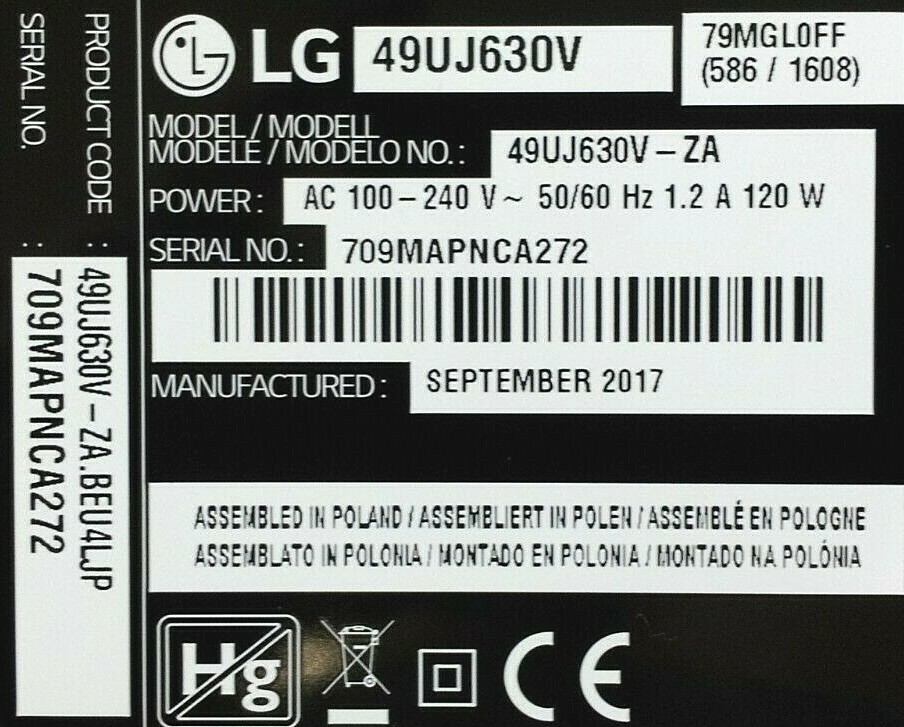 LG 49UJ630V
79MGL0FF
(586 / 1608)
MODEL / MODELL
MODÈLE / MODELO NO. : 49UJ630V – ZA
POWER : AC 100 – 240 V ~ 50/60 Hz 1.2 A 120 W
SERIAL NO. : 709MAPNCA272
MANUFACTURED : SEPTEMBER 2017
ASSEMBLED IN POLAND / ASSEMBLIERT IN POLEN / ASSEMBLÉ EN POLOGNE
ASSEMBLATO IN POLONIA / MONTADO EN POLONIA / MONTADO NA POLÓNIA
Hg CE
PRODUCT CODE : 49UJ630V – ZA.BEU4LJP
SERIAL NO. : 709MAPNCA272